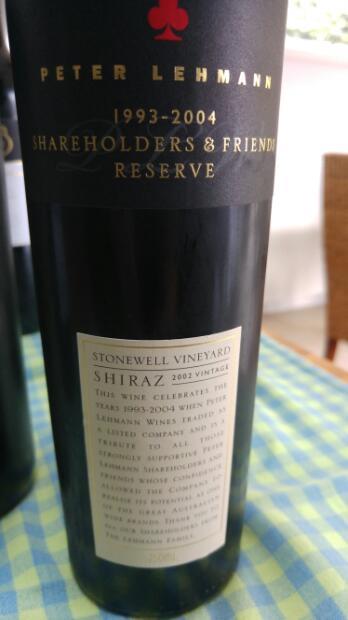 PETER LEHMANN
1993-2004
SHAREHOLDERS & FRIENDS
RESERVE
STONEWELL VINEYARD
SHIRAZ 2002 VINTAGE
THIS WINE CELEBRATES THE
YEARS 1993-2004 WHEN PETER
LEHMANN WINES TRADED AS
A LISTED COMPANY AND IS A
TRIBUTE TO ALL THOSE
STRONGLY SUPPORTIVE PETER
LEHMANN SHAREHOLDERS AND
FRIENDS WHOSE CONFIDENCE
ALLOWED THE COMPANY TO
REALISE ITS POTENTIAL AS ONE
OF THE GREAT AUSTRALIAN
WINE BRANDS. THANK YOU TO
ALL OUR SHAREHOLDERS FROM
THE LEHMANN FAMILY.
750ML